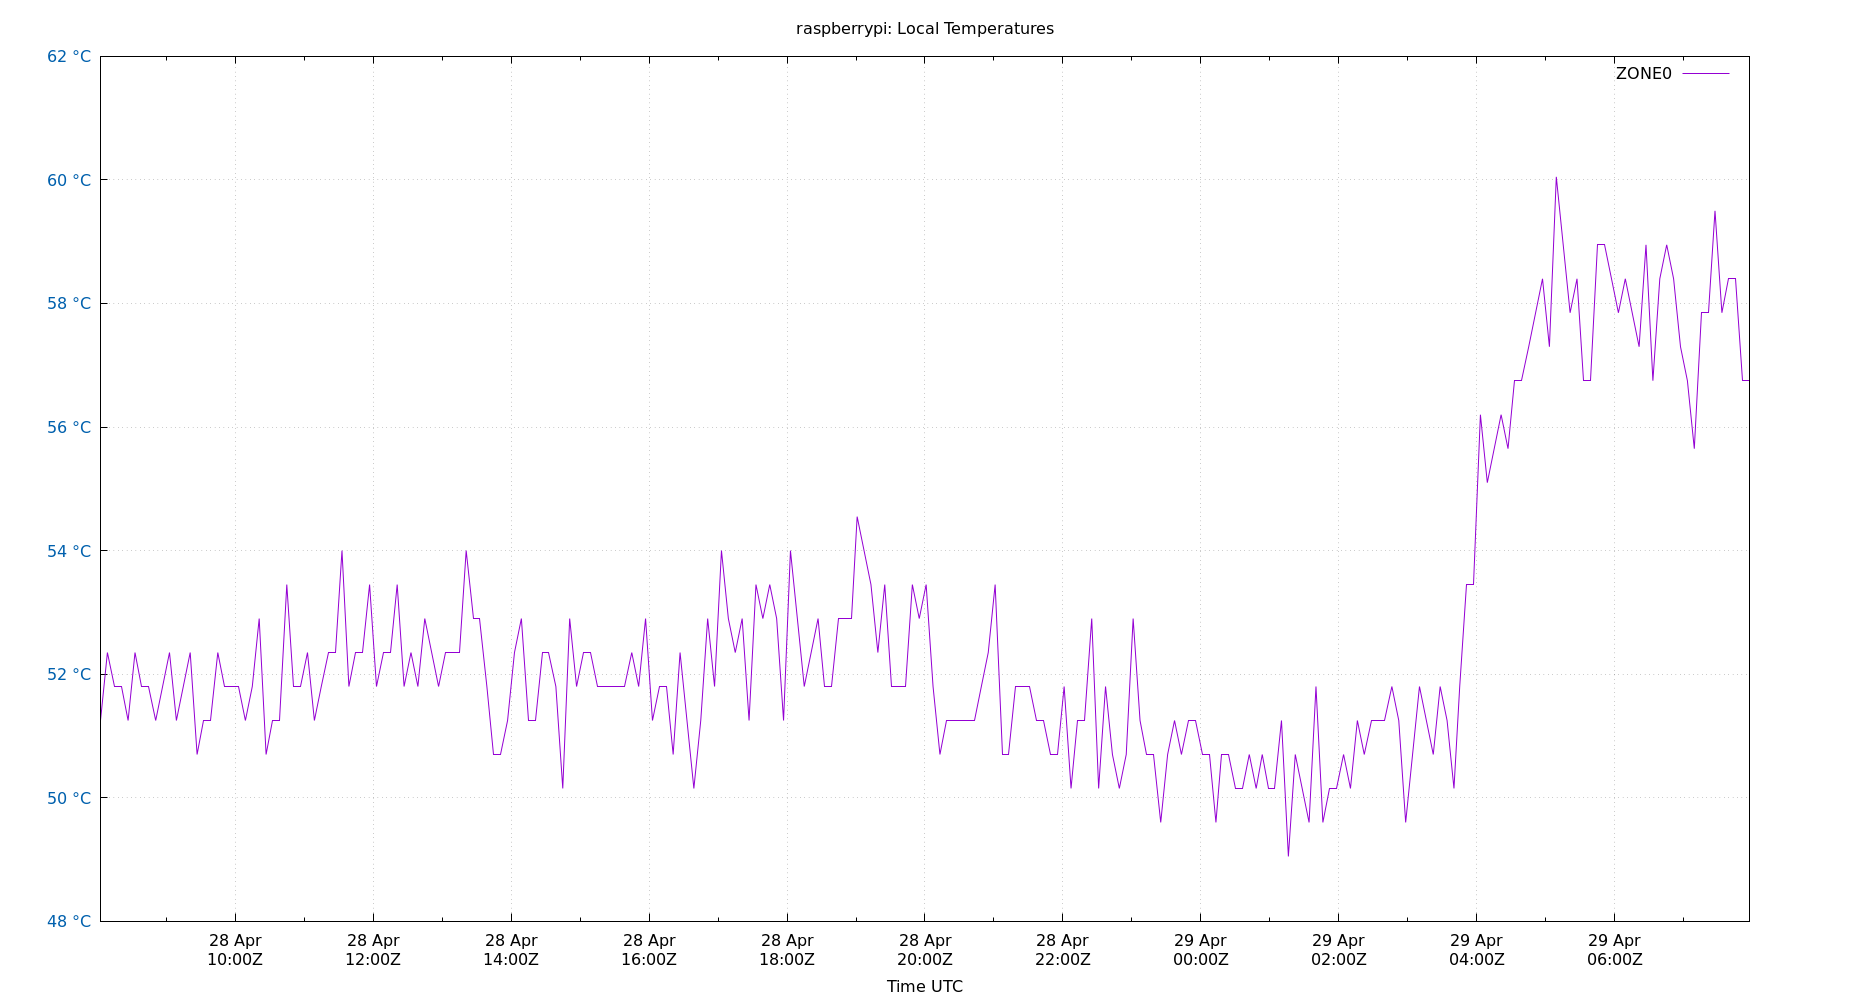 raspberrypi: Local Temperatures
62 °C
ZONE0
60 °C
58 °C
56 °C
54 °C
52 °C
50 °C
48 °C
28 Apr 28 Apr 28 Apr 28 Apr 28 Apr 28 Apr 28 Apr 29 Apr 29 Apr 29 Apr 29 Apr
10:00Z 12:00Z 14:00Z 16:00Z 18:00Z 20:00Z 22:00Z 00:00Z 02:00Z 04:00Z 06:00Z
Time UTC